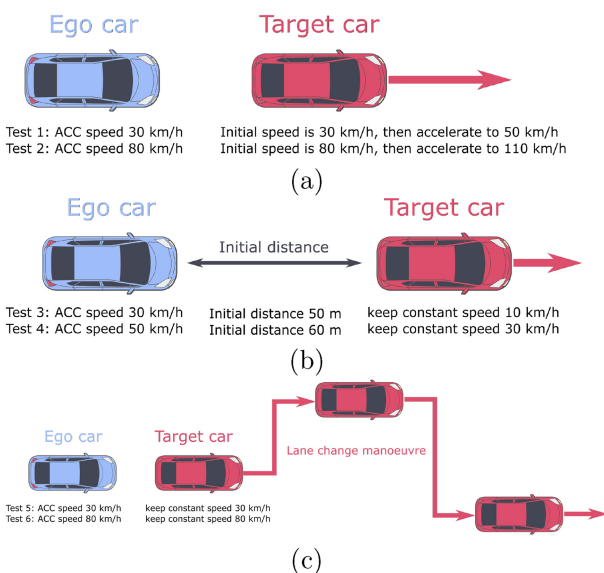 Ego car
Target car
Test 1: ACC speed 30 km/h
Initial speed is 30 km/h, then accelerate to 50 km/h
Test 2: ACC speed 80 km/h
Initial speed is 80 km/h, then accelerate to 110 km/h
(a)
Ego car
Target car
Initial distance
Test 3: ACC speed 30 km/h
Initial distance 50 m
keep constant speed 10 km/h
Test 4: ACC speed 50 km/h
Initial distance 60 m
keep constant speed 30 km/h
(b)
Ego car
Target car
Lane change manoeuvre
Test 5: ACC speed 30 km/h
keep constant speed 30 km/h
Test 6: ACC speed 80 km/h
keep constant speed 80 km/h
(c)